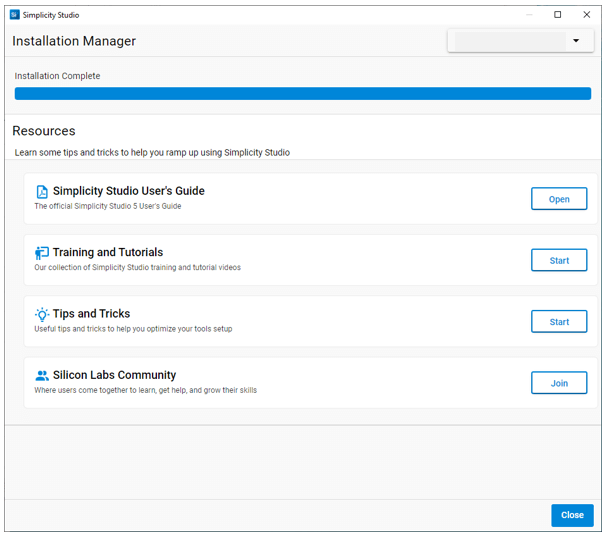 Simplicity Studio
Installation Manager
Installation Complete
Resources
Learn some tips and tricks to help you ramp up using Simplicity Studio
Simplicity Studio User's Guide
The official Simplicity Studio 5 User's Guide
Open
Training and Tutorials
Our collection of Simplicity Studio training and tutorial videos
Start
Tips and Tricks
Useful tips and tricks to help you optimize your tools setup
Start
Silicon Labs Community
Where users come together to learn, get help, and grow their skills
Join
Close